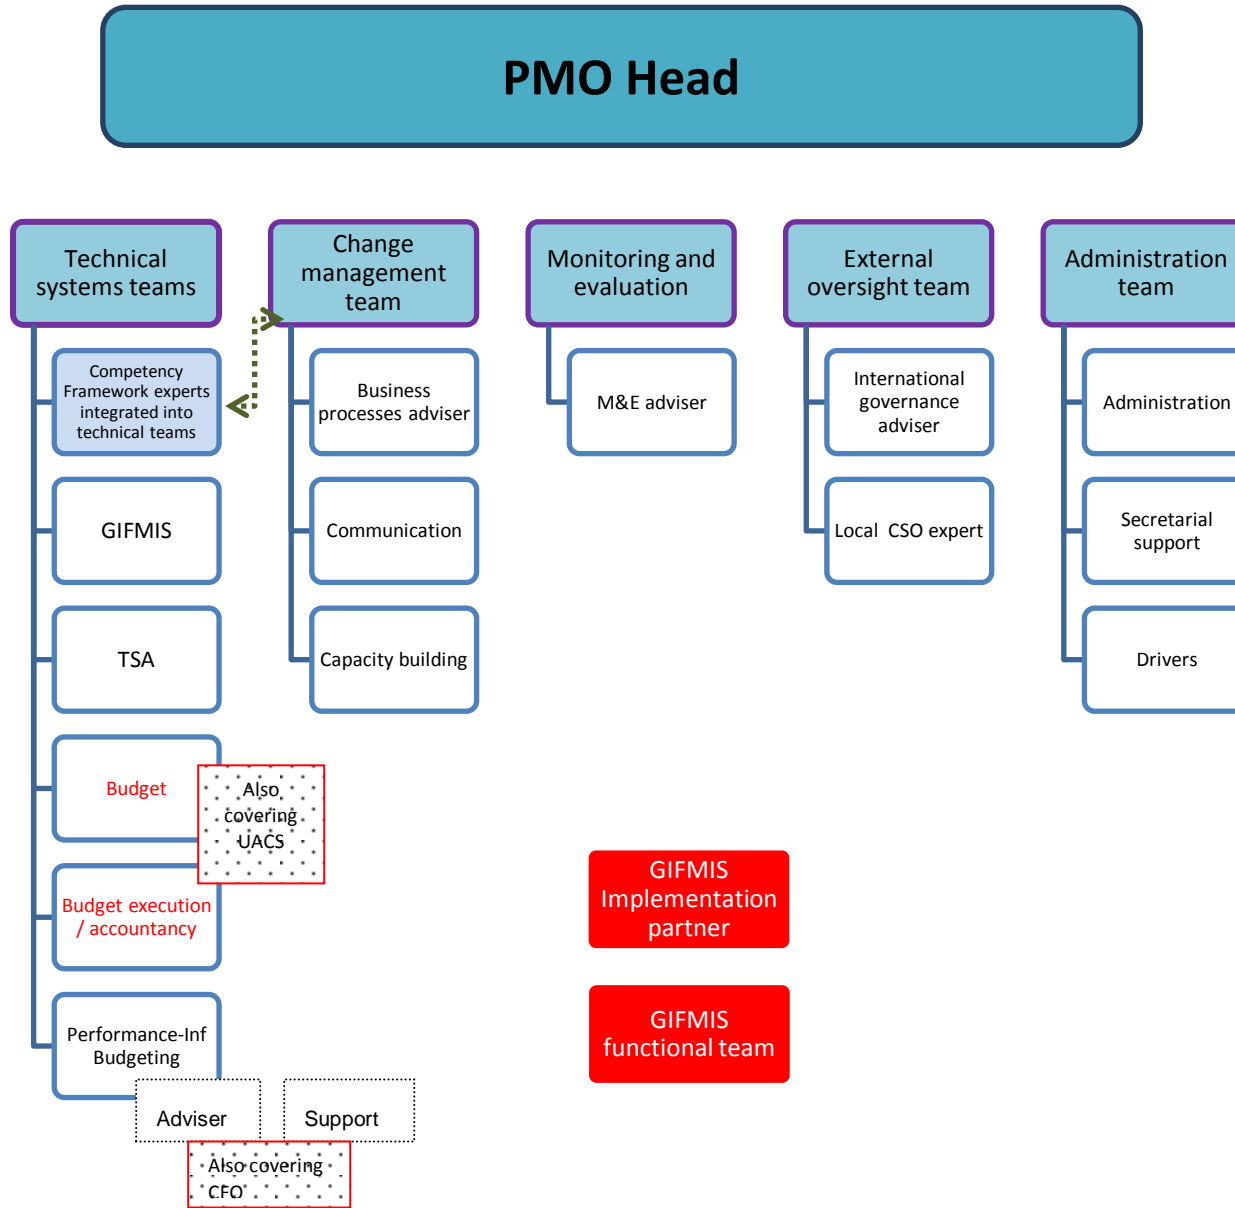 PMO Head
Technical
systems teams
Change
management
team
Monitoring and
evaluation
External
oversight team
Administration
team
Competency
Framework experts
integrated into
technical teams
Business
processes adviser
M&E adviser
International
governance
adviser
Administration
GIFMIS
Communication
Local CSO expert
Secretarial
support
TSA
Capacity building
Drivers
Budget
Also
covering
UACS
Budget execution
/ accountancy
GIFMIS
Implementation
partner
Performance-Inf
Budgeting
GIFMIS
functional team
Adviser
Support
Also covering